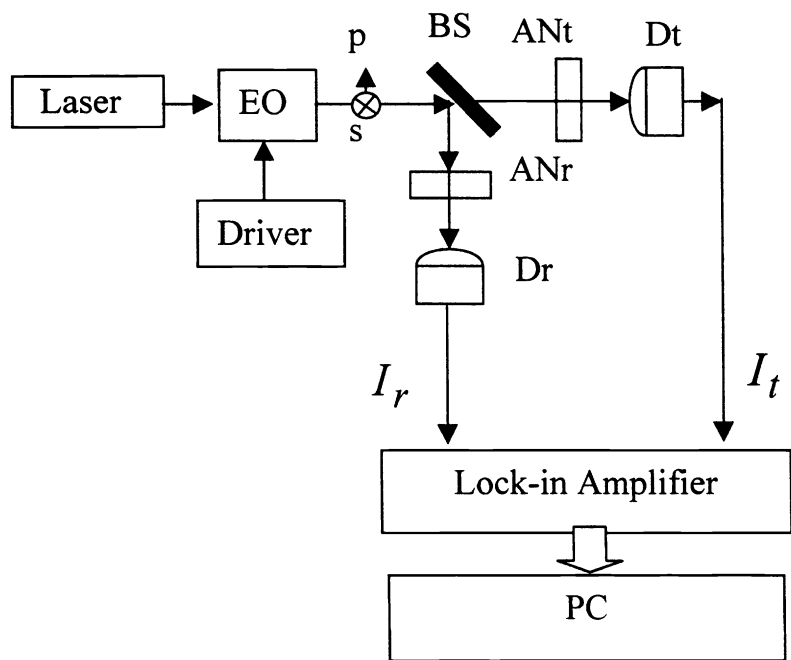 BS
ANt
Dt
p
Laser
EO
s
ANr
Driver
Dr
I_r
I_t
Lock-in Amplifier
PC